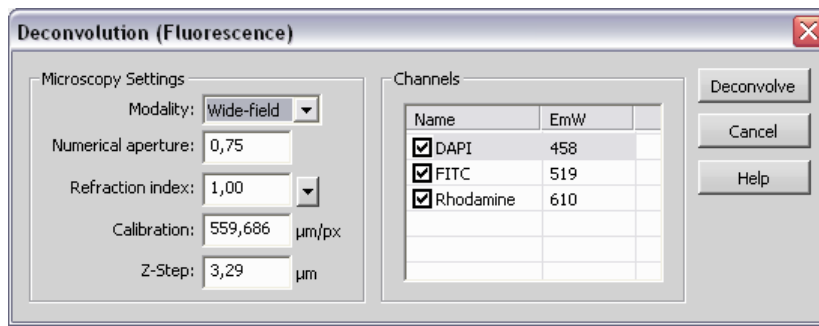 Deconvolution (Fluorescence)
Microscopy Settings
Modality: Wide-field
Numerical aperture: 0,75
Refraction index: 1,00
Calibration: 559,686 µm/px
Z-Step: 3,29 µm
Channels
Name EmW
DAPI 458
FITC 519
Rhodamine 610
Deconvolve
Cancel
Help